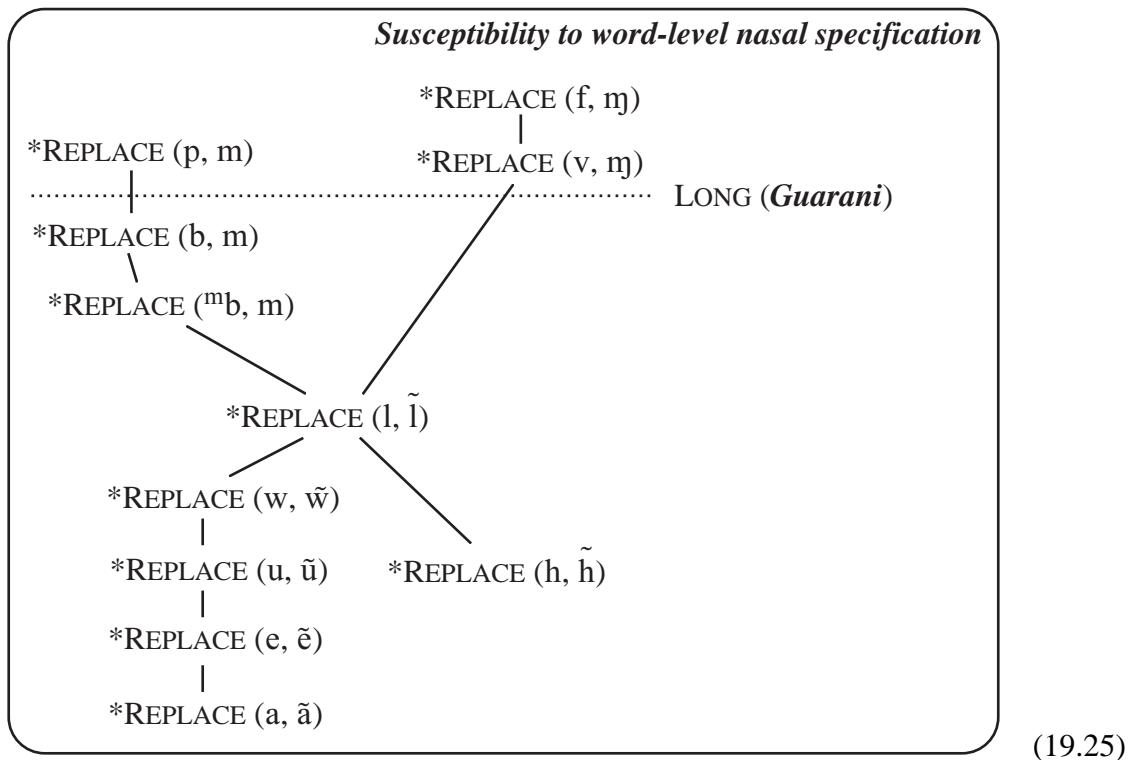 Susceptibility to word-level nasal specification
*REPLACE (f, ɱ)
*REPLACE (p, m)
*REPLACE (v, ɱ)
LONG (Guarani)
*REPLACE (b, m)
*REPLACE (ᵐb, m)
*REPLACE (l, l̃)
*REPLACE (w, w̃)
*REPLACE (u, ũ)
*REPLACE (h, h̃)
*REPLACE (e, ẽ)
*REPLACE (a, ã)
(19.25)